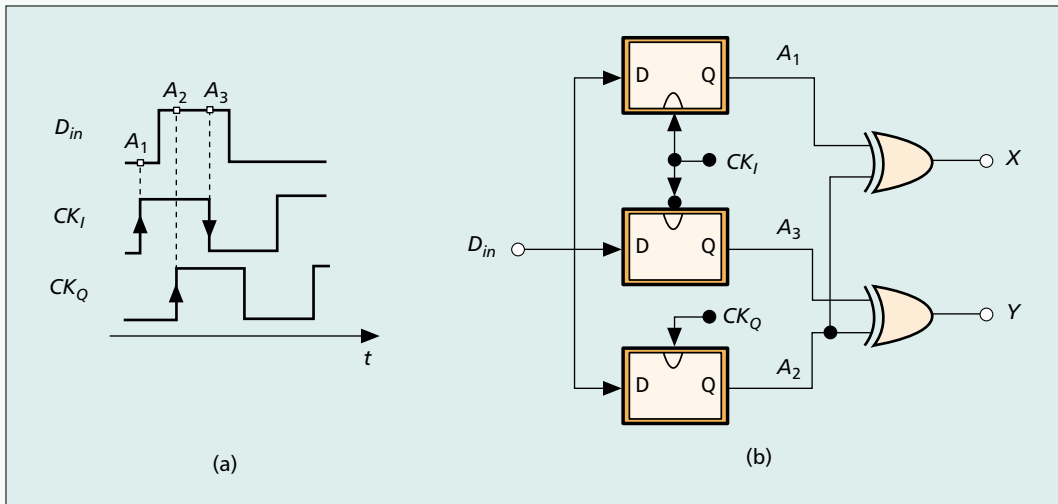 A1
A2
A3
Din
CKI
CKQ
t
(a)
D Q
A1
CKI
X
Din
D Q
A3
CKQ
Y
D Q
A2
(b)